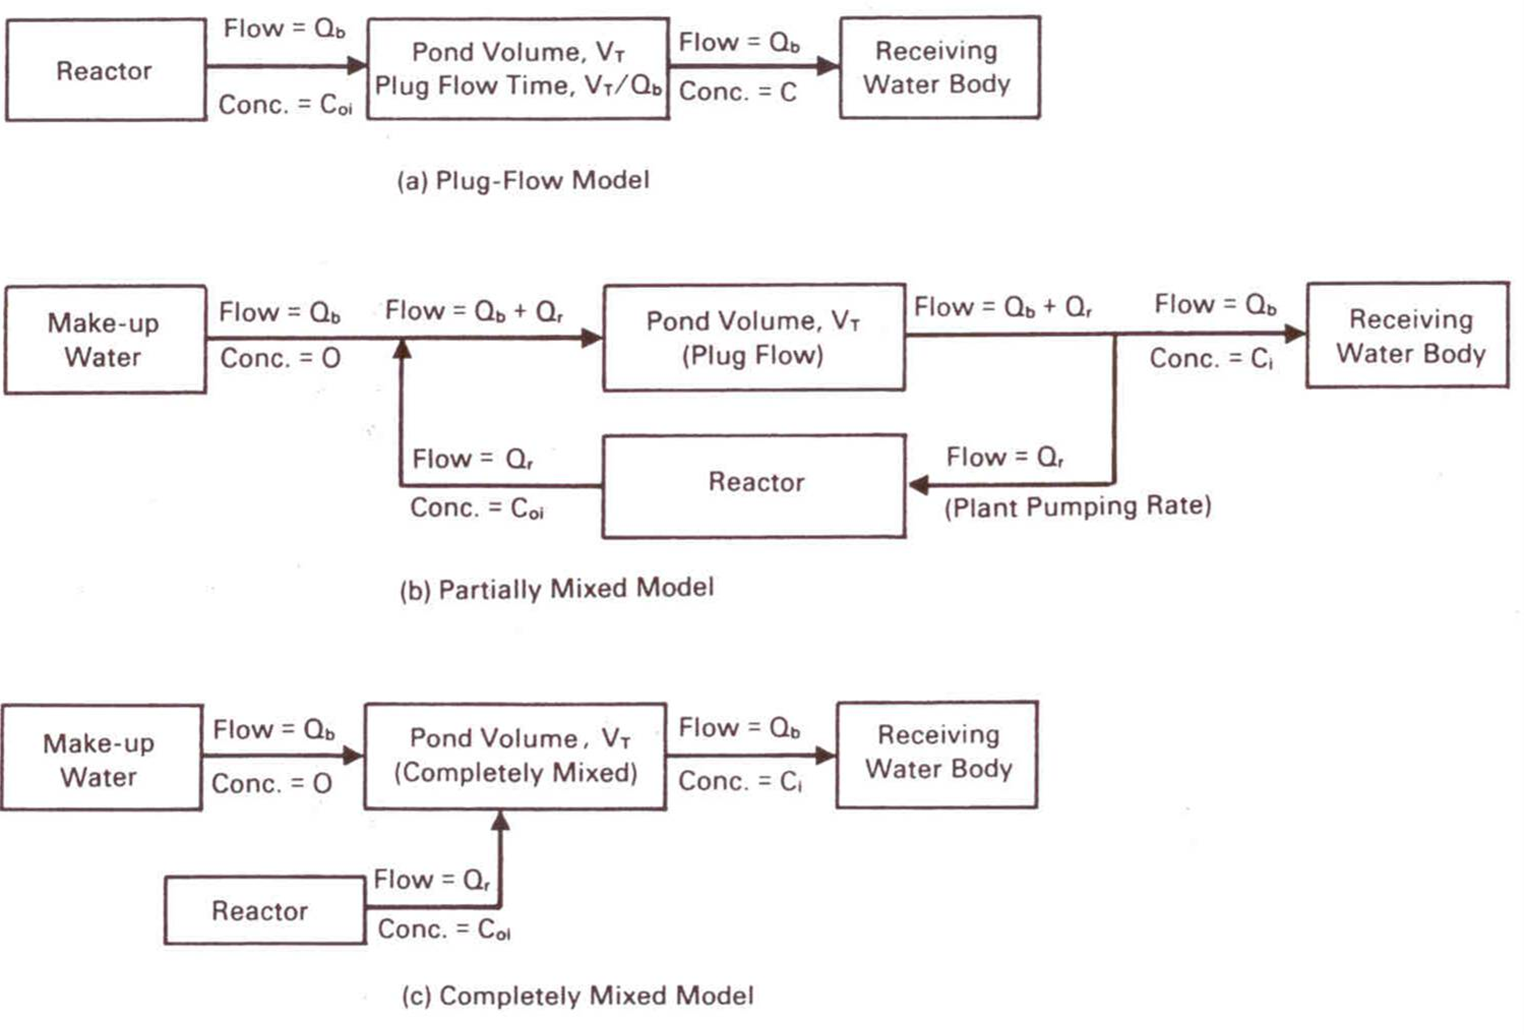 Reactor
Flow = Qb
Conc. = Coi
Pond Volume, VT
Plug Flow Time, VT/Qb
Flow = Qb
Conc. = C
Receiving
Water Body
(a) Plug-Flow Model
Make-up
Water
Flow = Qb
Conc. = O
Flow = Qb + Qr
Pond Volume, VT
(Plug Flow)
Flow = Qb + Qr
Flow = Qb
Conc. = Ci
Receiving
Water Body
Flow = Qr
Conc. = Coi
Reactor
Flow = Qr
(Plant Pumping Rate)
(b) Partially Mixed Model
Make-up
Water
Flow = Qb
Conc. = O
Pond Volume, VT
(Completely Mixed)
Flow = Qb
Conc. = Ci
Receiving
Water Body
Reactor
Flow = Qr
Conc. = Coi
(c) Completely Mixed Model